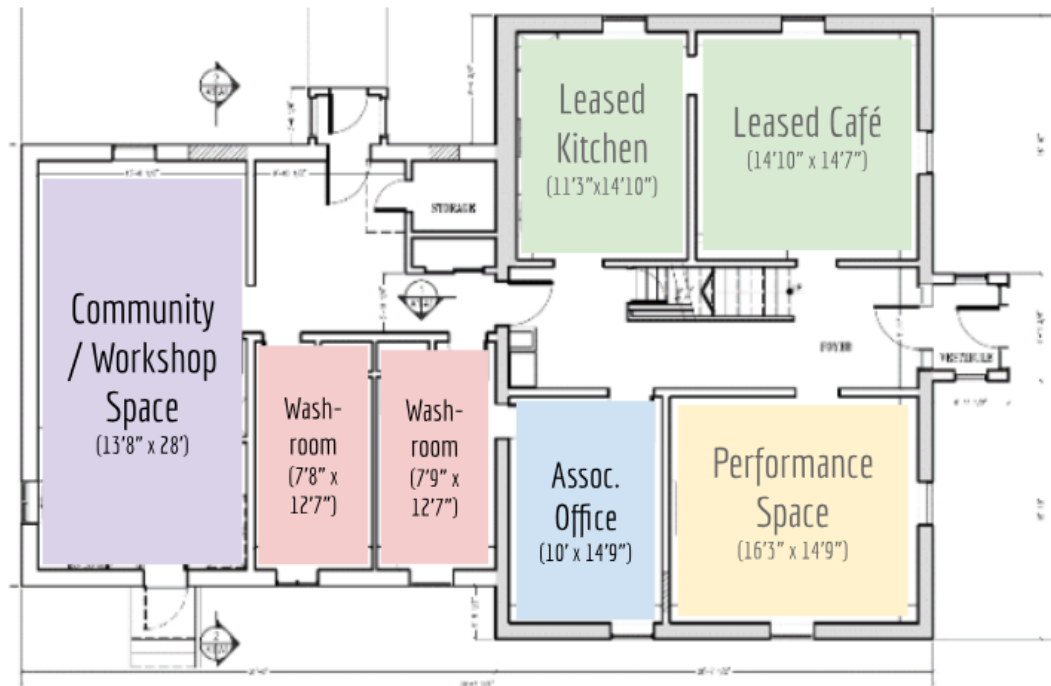 Leased
Kitchen
(11'3"x14'10")
Leased Café
(14'10" x 14'7")
STORAGE
Community
/ Workshop
Space
(13'8" x 28')
Wash-
room
(7'8" x
12'7")
Wash-
room
(7'9" x
12'7")
FOYER
VESTIBULE
Assoc.
Office
(10' x 14'9")
Performance
Space
(16'3" x 14'9")